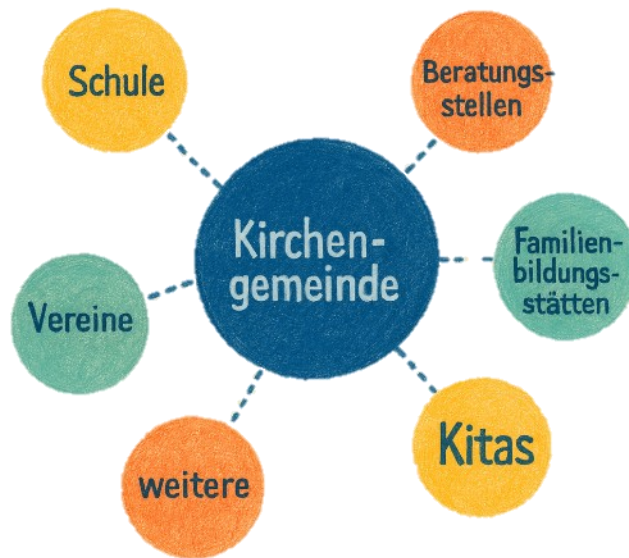 Schule
Beratungs-
stellen
Kirchen-
gemeinde
Familien-
bildungs-
stätten
Vereine
Kitas
weitere